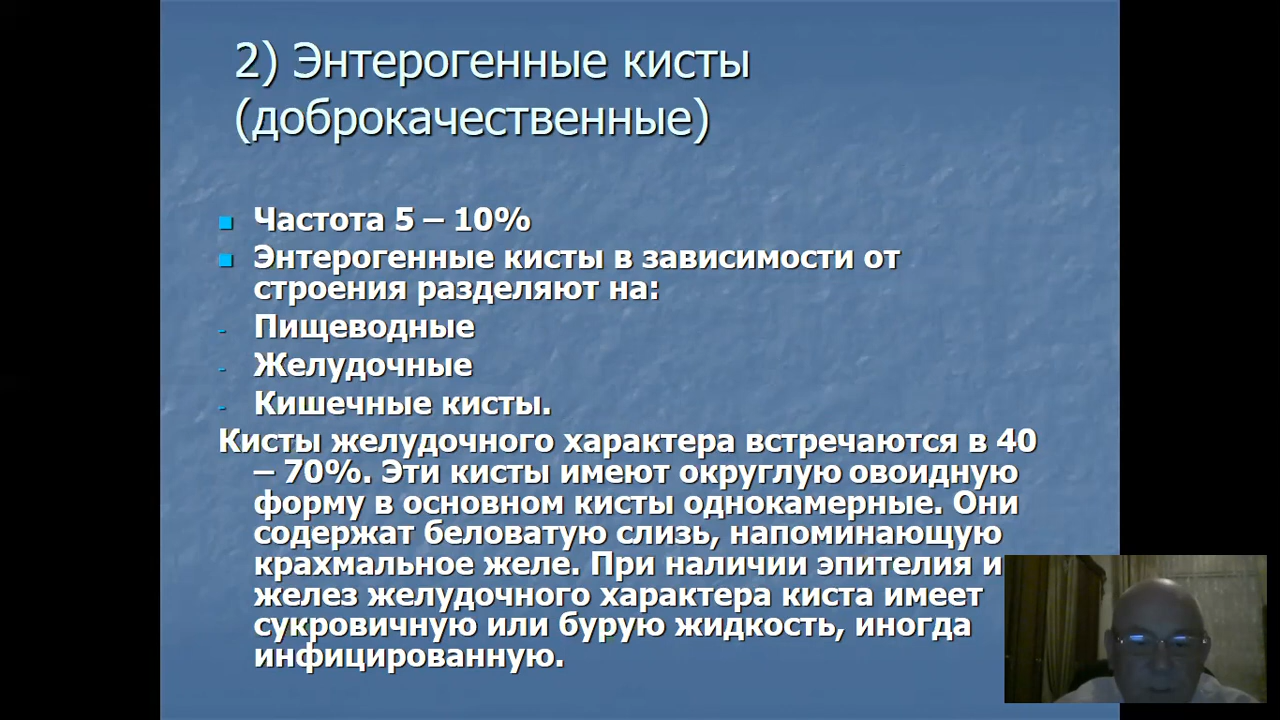 2) Энтерогенные кисты
(доброкачественные)
Частота 5 – 10%
Энтерогенные кисты в зависимости от
строения разделяют на:
- Пищеводные
- Желудочные
- Кишечные кисты.
Кисты желудочного характера встречаются в 40
– 70%. Эти кисты имеют округлую овоидную
форму в основном кисты однокамерные. Они
содержат беловатую слизь, напоминающую
крахмальное желе. При наличии эпителия и
желез желудочного характера киста имеет
сукровичную или бурую жидкость, иногда
инфицированную.